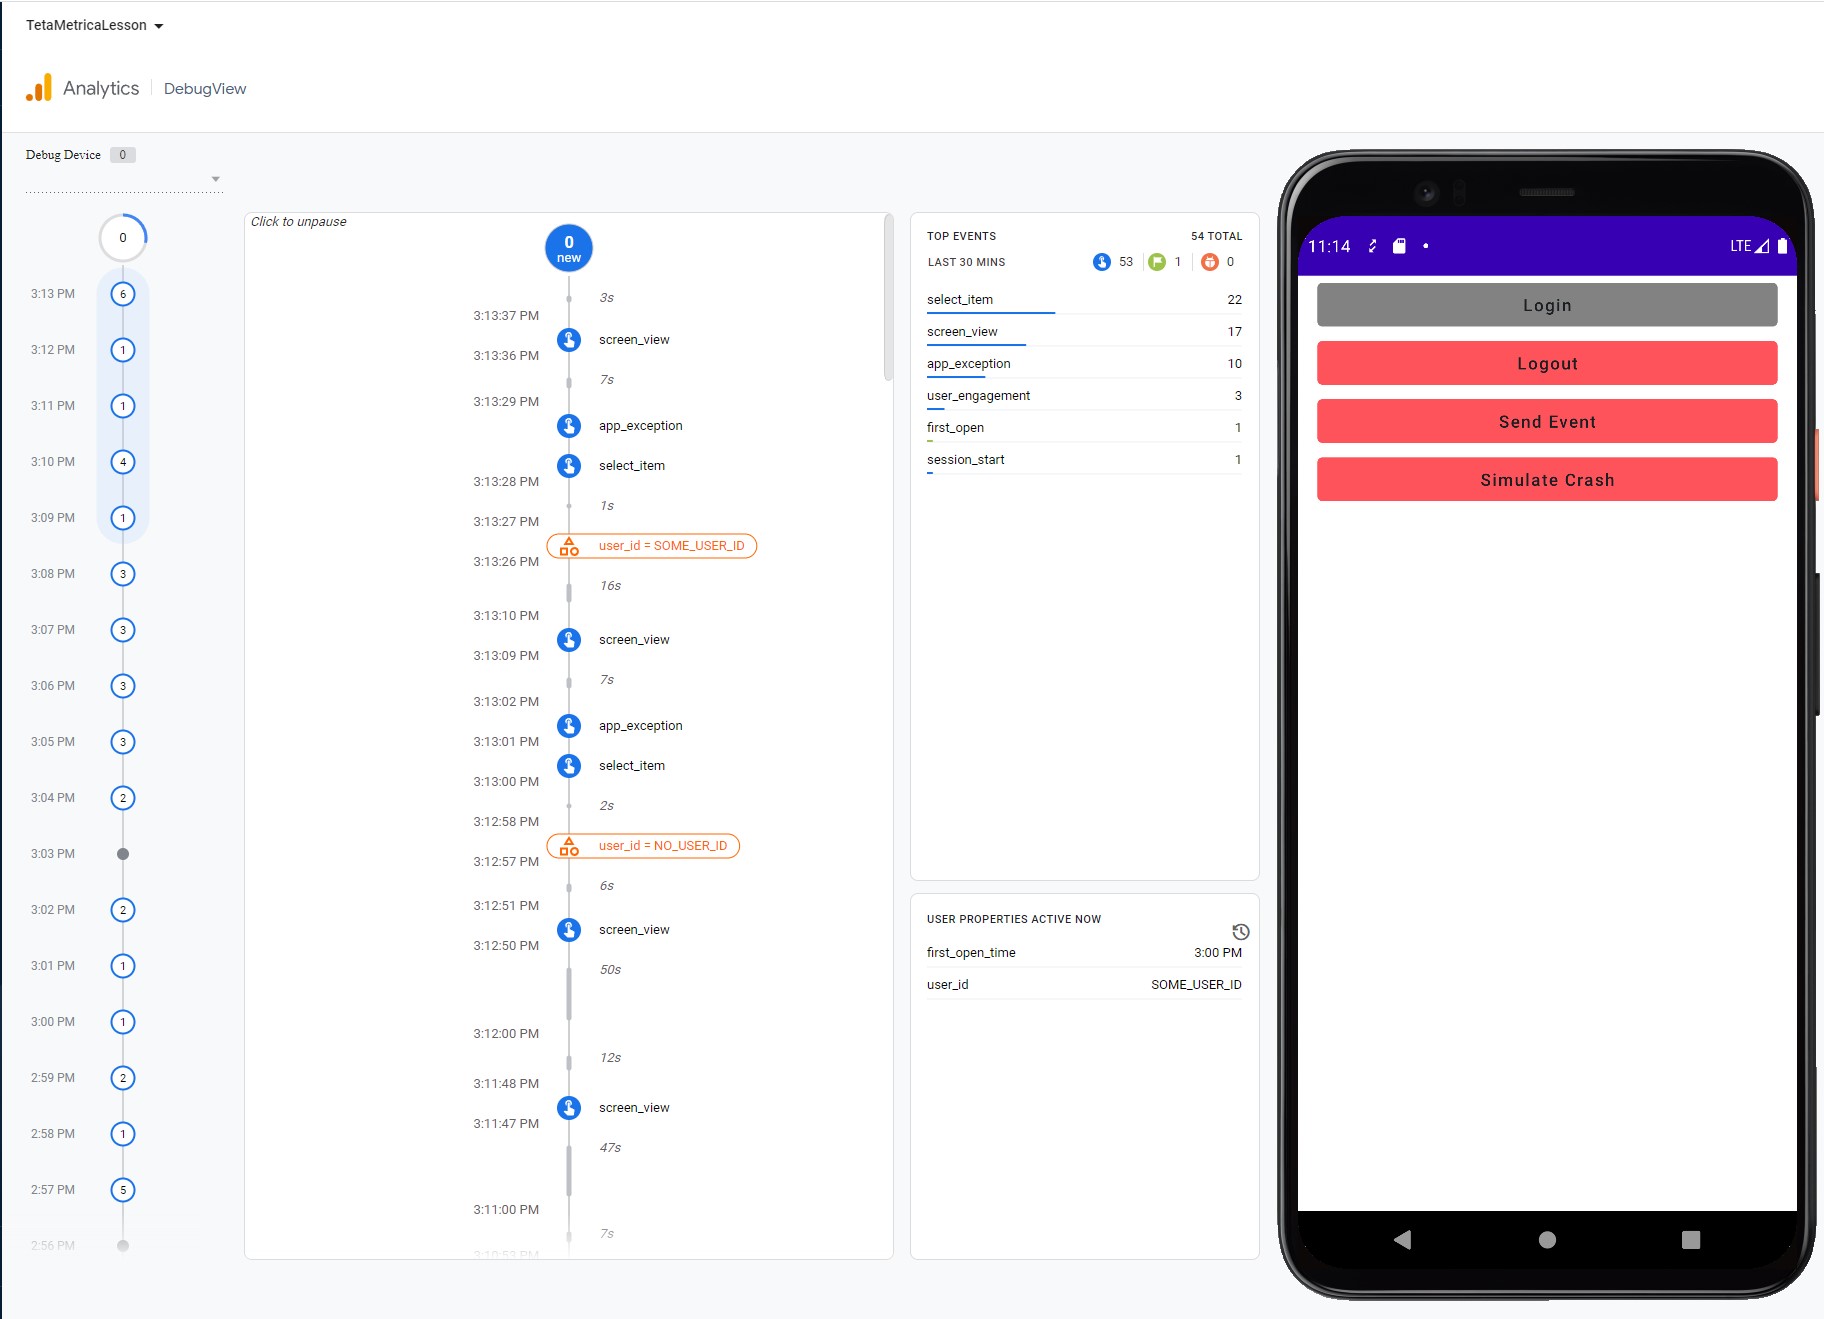 TetaMetricaLesson
Analytics DebugView
Debug Device 0
0
3:13 PM 6
3:12 PM 1
3:11 PM 1
3:10 PM 4
3:09 PM 1
3:08 PM 3
3:07 PM 3
3:06 PM 3
3:05 PM 3
3:04 PM 2
3:03 PM
3:02 PM 2
3:01 PM 1
3:00 PM 1
2:59 PM 2
2:58 PM 1
2:57 PM 5
2:56 PM
Click to unpause
0
new
3s
3:13:37 PM
screen_view
3:13:36 PM
7s
3:13:29 PM
app_exception
select_item
3:13:28 PM
1s
3:13:27 PM
user_id = SOME_USER_ID
3:13:26 PM
16s
3:13:10 PM
screen_view
3:13:09 PM
7s
3:13:02 PM
app_exception
3:13:01 PM
select_item
3:13:00 PM
2s
3:12:58 PM
user_id = NO_USER_ID
3:12:57 PM
6s
3:12:51 PM
screen_view
3:12:50 PM
50s
3:12:00 PM
12s
3:11:48 PM
screen_view
3:11:47 PM
47s
3:11:00 PM
7s
3:10:53 PM
TOP EVENTS 54 TOTAL
LAST 30 MINS 53 1 0
select_item 22
screen_view 17
app_exception 10
user_engagement 3
first_open 1
session_start 1
USER PROPERTIES ACTIVE NOW
first_open_time 3:00 PM
user_id SOME_USER_ID
11:14 LTE
Login
Logout
Send Event
Simulate Crash